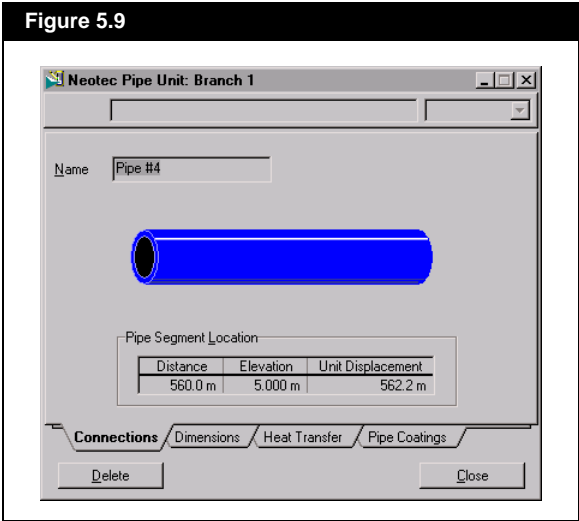 Figure 5.9
Neotec Pipe Unit: Branch 1
Name Pipe #4
Pipe Segment Location
Distance Elevation Unit Displacement
560.0 m 5.000 m 562.2 m
Connections Dimensions Heat Transfer Pipe Coatings
Delete Close